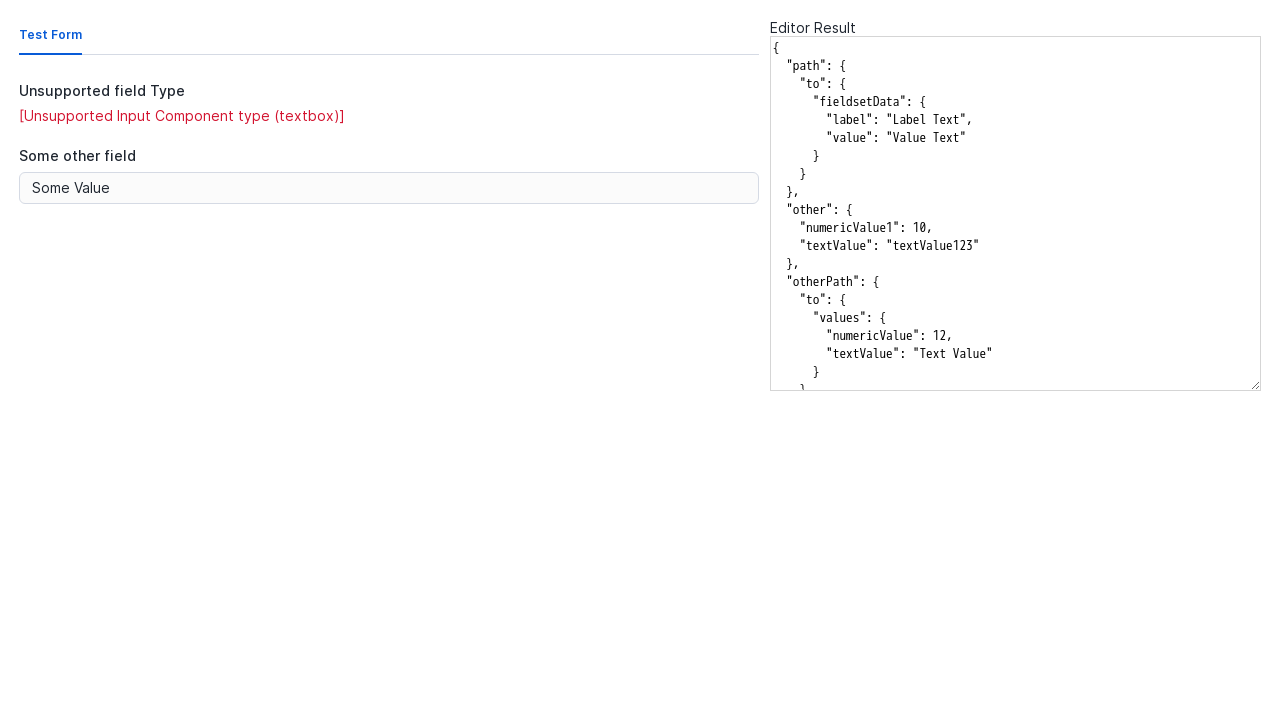 Test Form
Unsupported field Type
[Unsupported Input Component type (textbox)]
Some other field
Some Value
Editor Result
{
  "path": {
    "to": {
      "fieldsetData": {
        "label": "Label Text",
        "value": "Value Text"
      }
    }
  },
  "other": {
    "numericValue1": 10,
    "textValue": "textValue123"
  },
  "otherPath": {
    "to": {
      "values": {
        "numericValue": 12,
        "textValue": "Text Value"
      }
    }